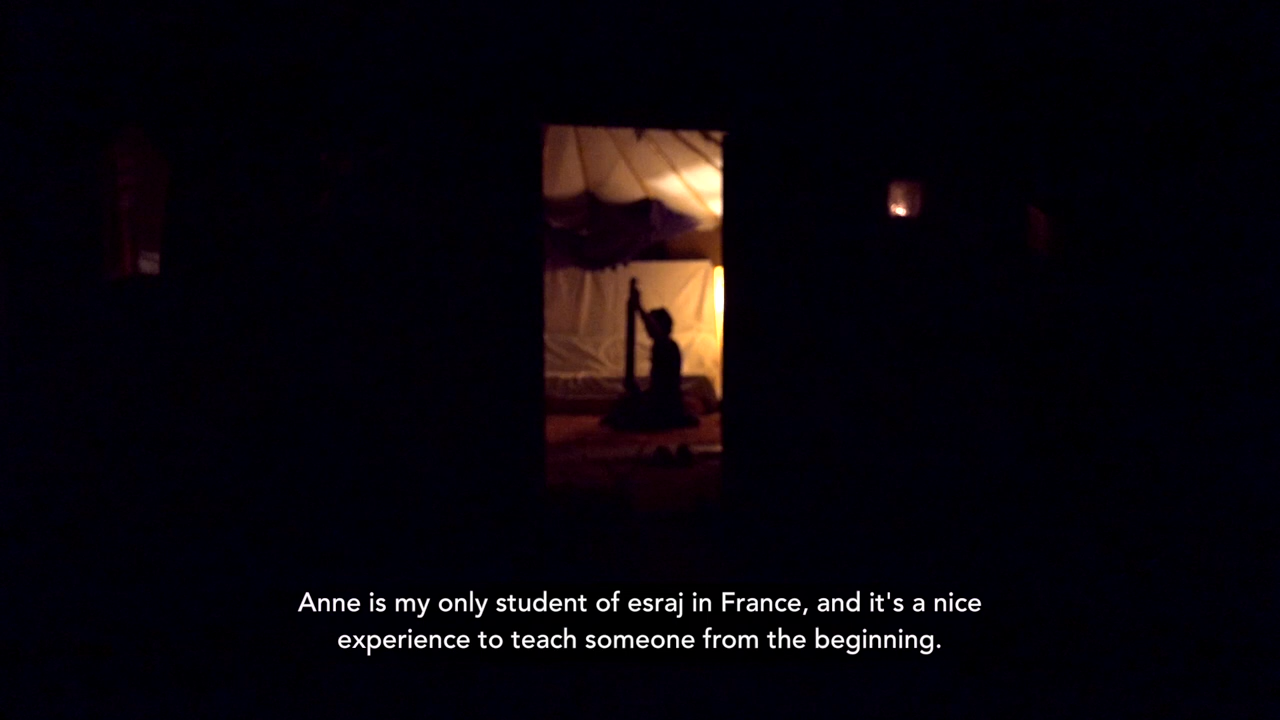 Anne is my only student of esraj in France, and it's a nice
experience to teach someone from the beginning.